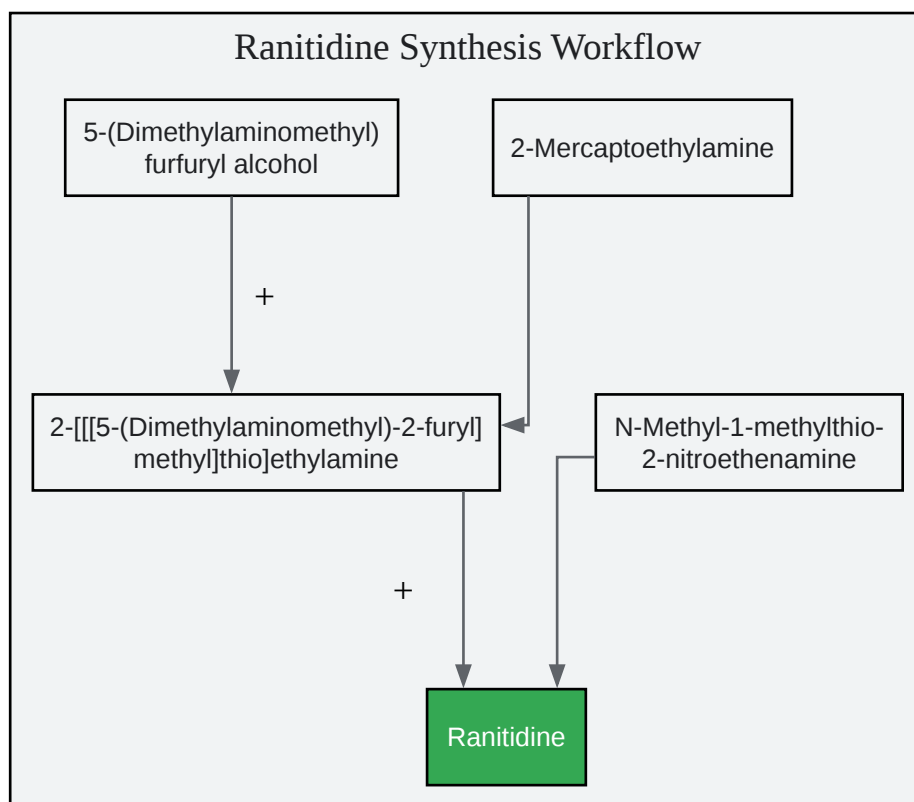 Ranitidine Synthesis Workflow
5-(Dimethylaminomethyl)
furfuryl alcohol
2-Mercaptoethylamine
+
2-[[[5-(Dimethylaminomethyl)-2-furyl]
methyl]thio]ethylamine
N-Methyl-1-methylthio-
2-nitroethenamine
+
Ranitidine